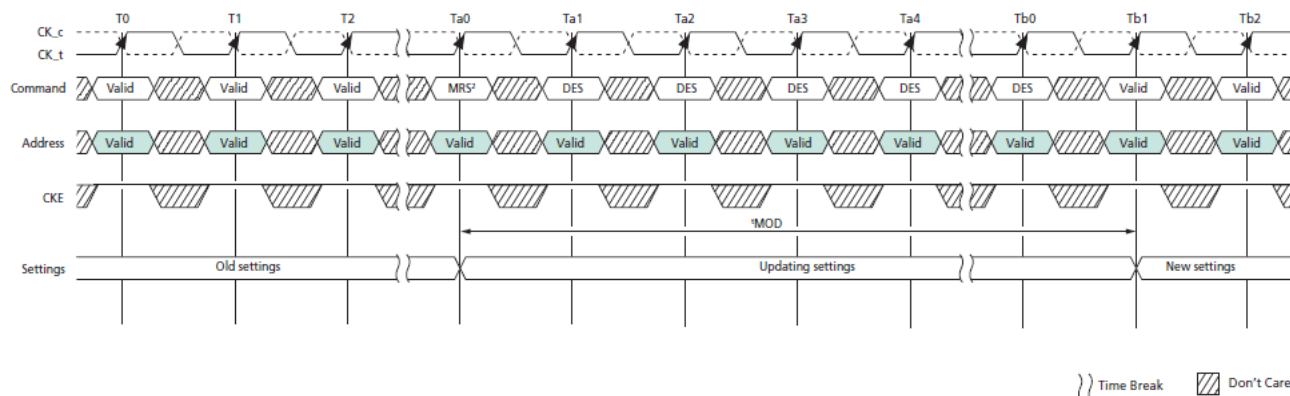 T0 T1 T2 Ta0 Ta1 Ta2 Ta3 Ta4 Tb0 Tb1 Tb2
CK_c
CK_t
Command Valid Valid Valid MRS² DES DES DES DES DES Valid Valid
Address Valid Valid Valid Valid Valid Valid Valid Valid Valid Valid Valid
CKE
ᵗMOD
Settings Old settings Updating settings New settings
Time Break Don't Care